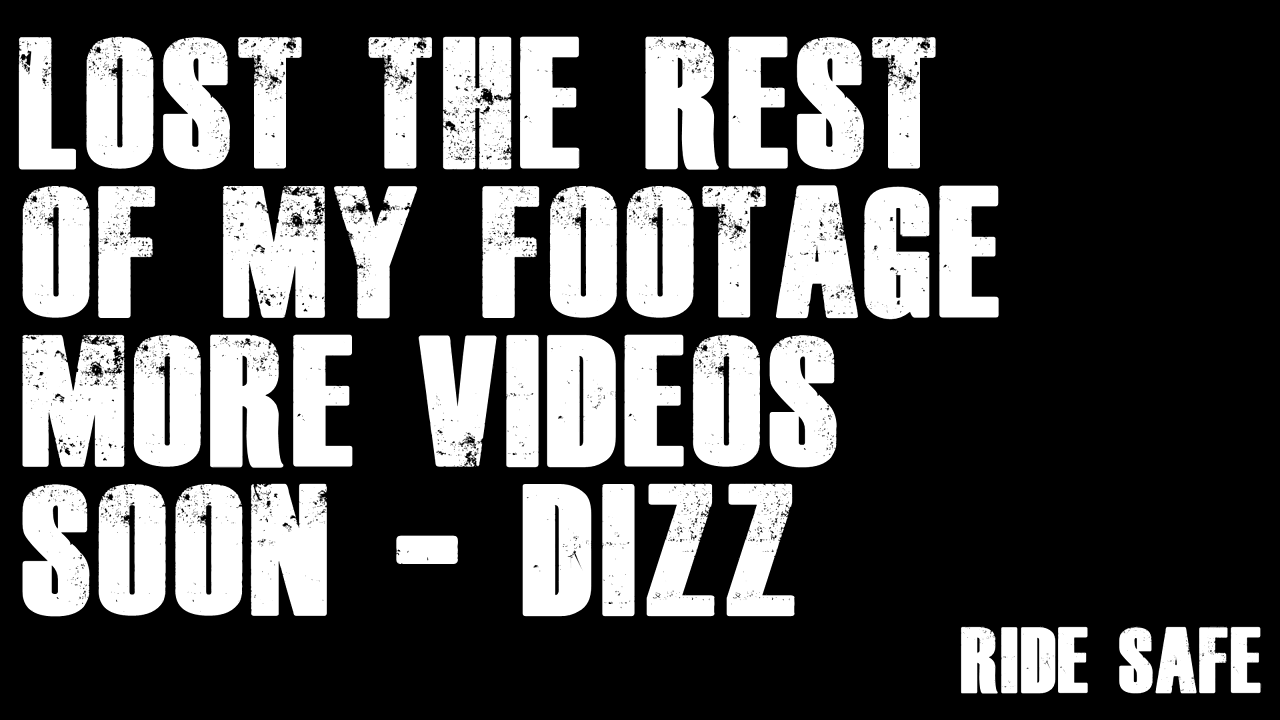 LOST THE REST
OF MY FOOTAGE
MORE VIDEOS
SOON - DIZZ
RIDE SAFE